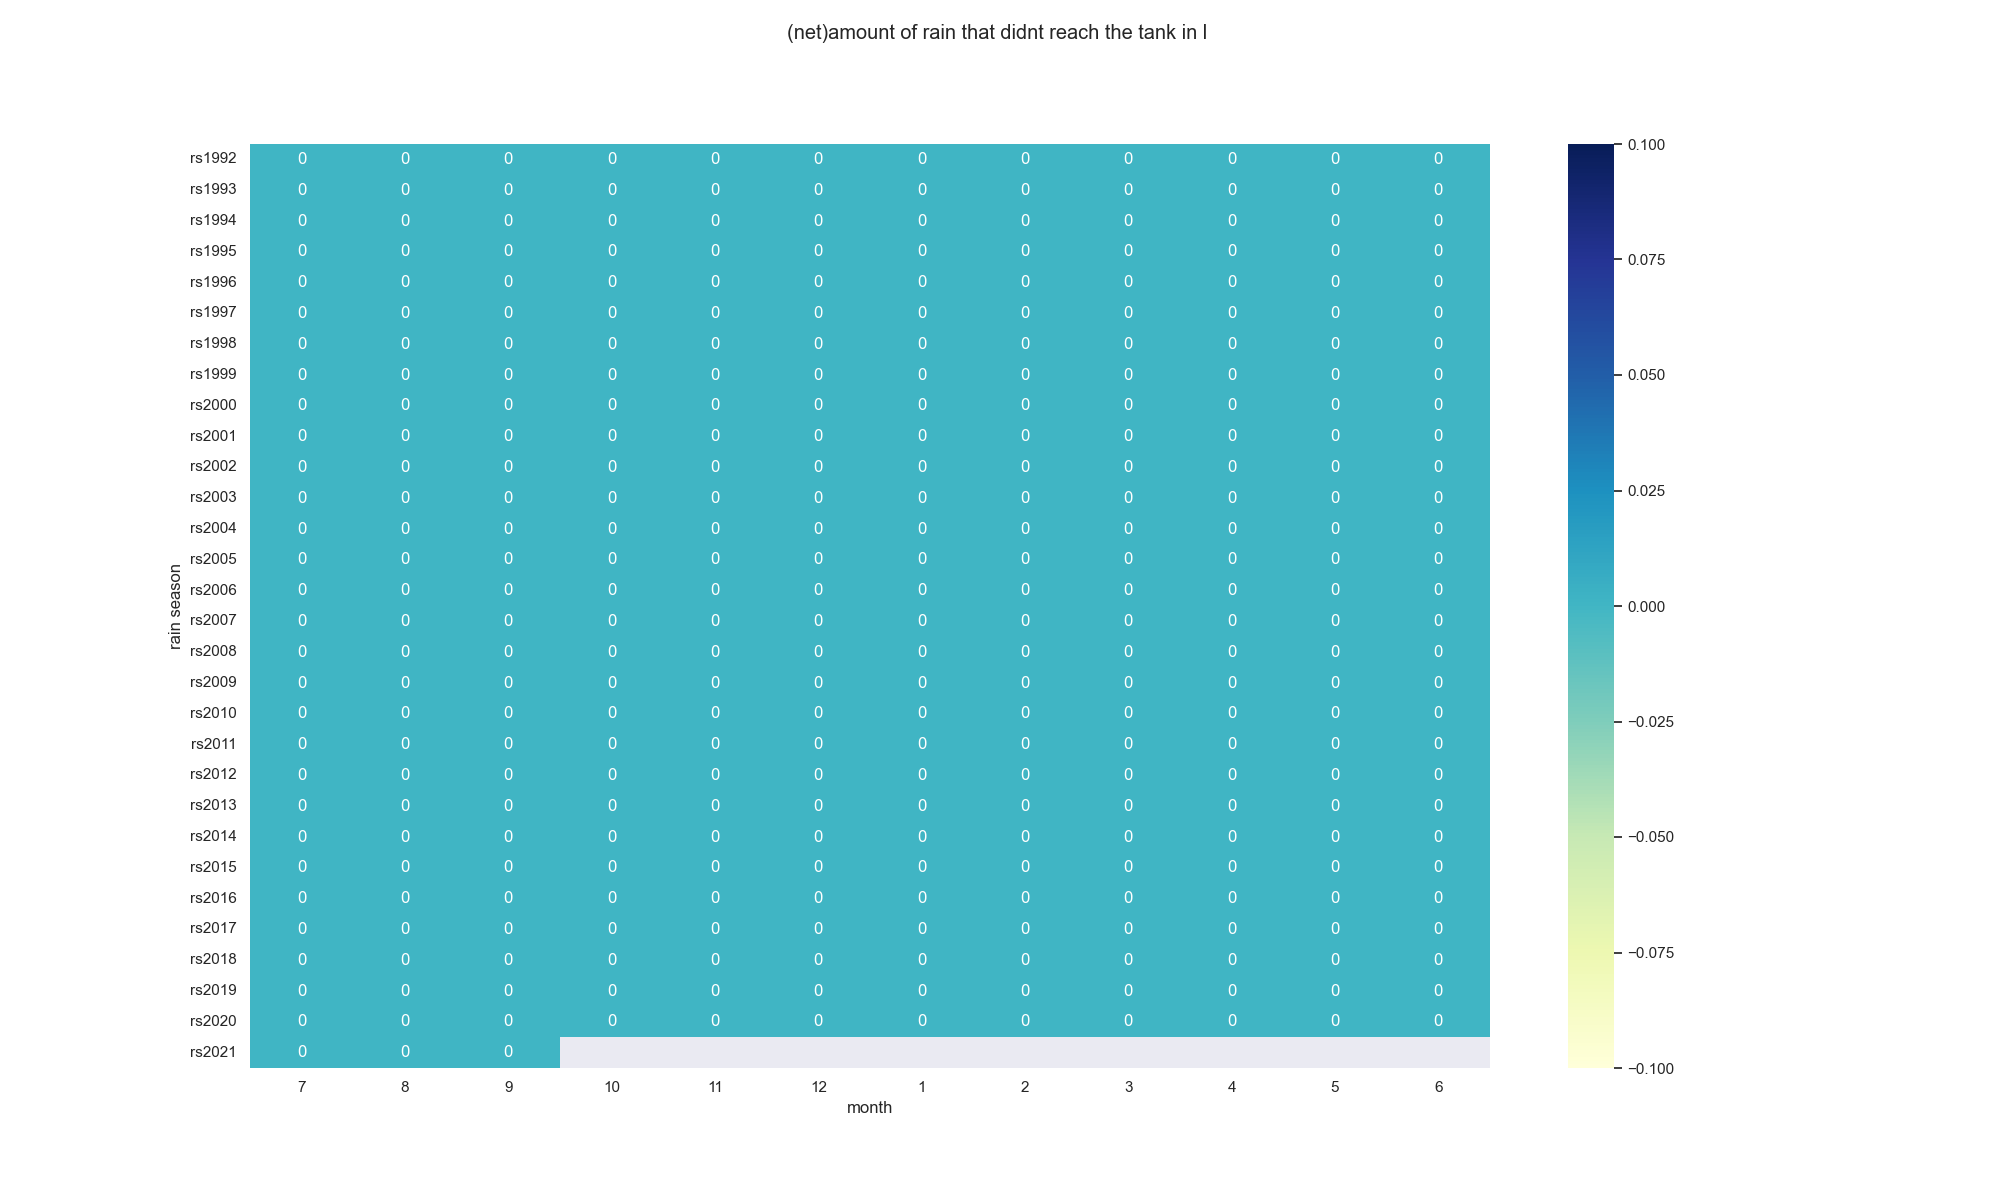 (net)amount of rain that didnt reach the tank in l
rain season
rs1992 0 0 0 0 0 0 0 0 0 0 0 0
rs1993 0 0 0 0 0 0 0 0 0 0 0 0
rs1994 0 0 0 0 0 0 0 0 0 0 0 0
rs1995 0 0 0 0 0 0 0 0 0 0 0 0
rs1996 0 0 0 0 0 0 0 0 0 0 0 0
rs1997 0 0 0 0 0 0 0 0 0 0 0 0
rs1998 0 0 0 0 0 0 0 0 0 0 0 0
rs1999 0 0 0 0 0 0 0 0 0 0 0 0
rs2000 0 0 0 0 0 0 0 0 0 0 0 0
rs2001 0 0 0 0 0 0 0 0 0 0 0 0
rs2002 0 0 0 0 0 0 0 0 0 0 0 0
rs2003 0 0 0 0 0 0 0 0 0 0 0 0
rs2004 0 0 0 0 0 0 0 0 0 0 0 0
rs2005 0 0 0 0 0 0 0 0 0 0 0 0
rs2006 0 0 0 0 0 0 0 0 0 0 0 0
rs2007 0 0 0 0 0 0 0 0 0 0 0 0
rs2008 0 0 0 0 0 0 0 0 0 0 0 0
rs2009 0 0 0 0 0 0 0 0 0 0 0 0
rs2010 0 0 0 0 0 0 0 0 0 0 0 0
rs2011 0 0 0 0 0 0 0 0 0 0 0 0
rs2012 0 0 0 0 0 0 0 0 0 0 0 0
rs2013 0 0 0 0 0 0 0 0 0 0 0 0
rs2014 0 0 0 0 0 0 0 0 0 0 0 0
rs2015 0 0 0 0 0 0 0 0 0 0 0 0
rs2016 0 0 0 0 0 0 0 0 0 0 0 0
rs2017 0 0 0 0 0 0 0 0 0 0 0 0
rs2018 0 0 0 0 0 0 0 0 0 0 0 0
rs2019 0 0 0 0 0 0 0 0 0 0 0 0
rs2020 0 0 0 0 0 0 0 0 0 0 0 0
rs2021 0 0 0
7 8 9 10 11 12 1 2 3 4 5 6
month
0.100
0.075
0.050
0.025
0.000
−0.025
−0.050
−0.075
−0.100